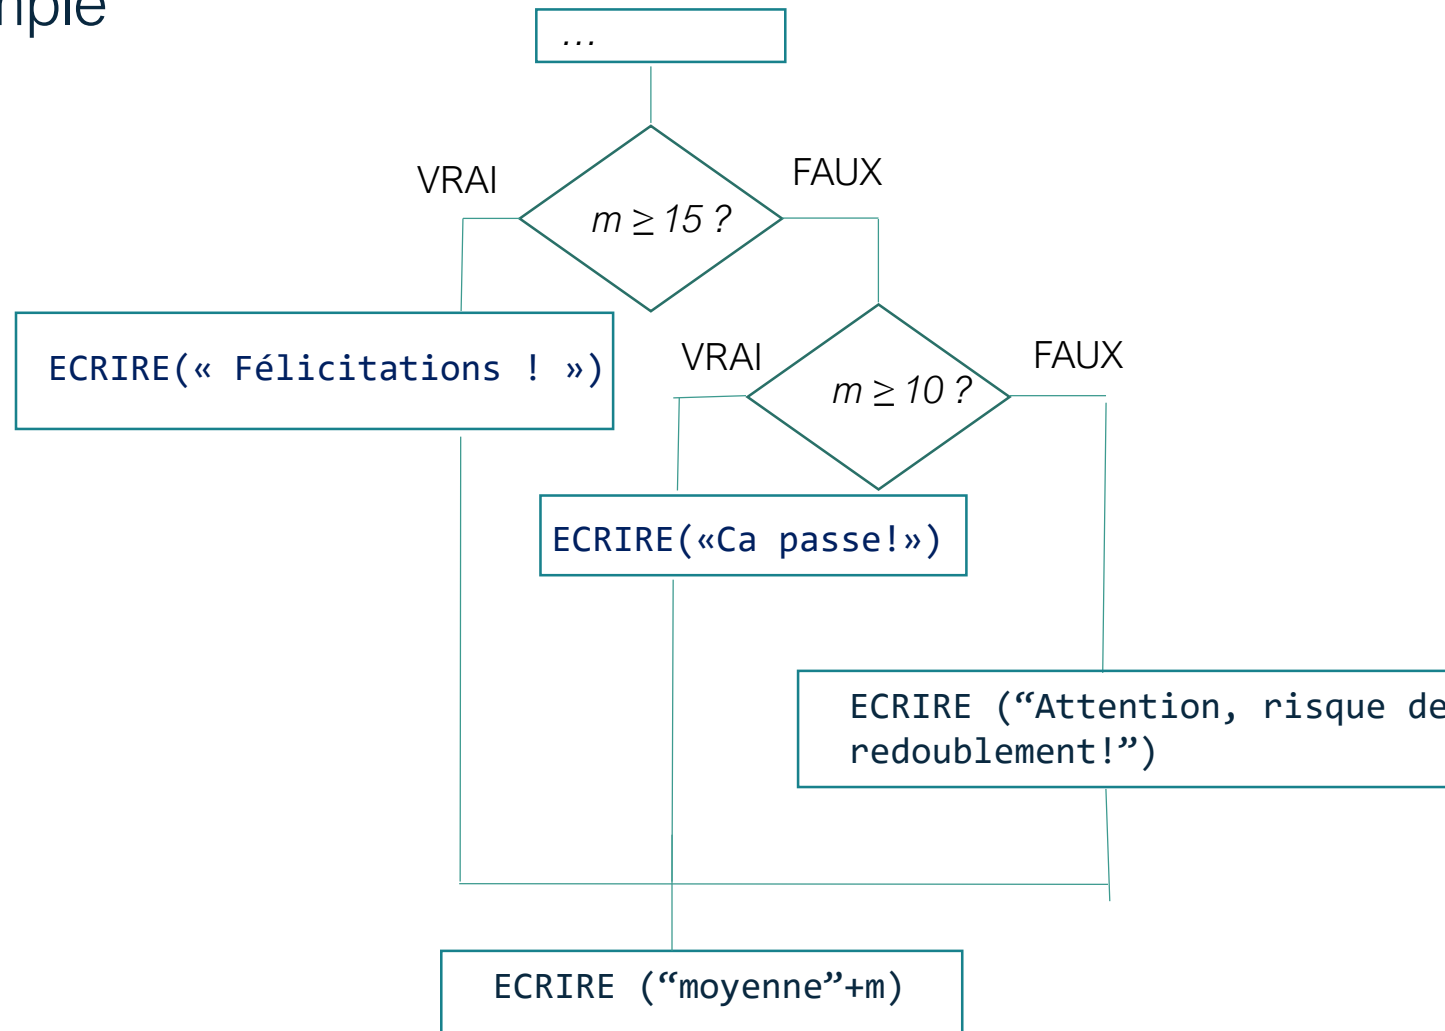 …
VRAI
FAUX
m ≥ 15 ?
ECRIRE(« Félicitations ! »)
VRAI
FAUX
m ≥ 10 ?
ECRIRE(«Ca passe!»)
ECRIRE (“Attention, risque de
redoublement!”)
ECRIRE (“moyenne”+m)